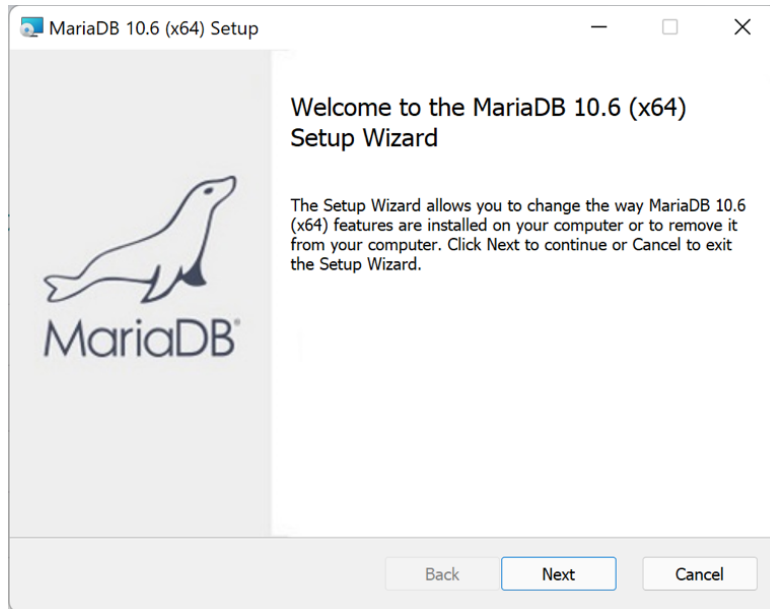 MariaDB 10.6 (x64) Setup
Welcome to the MariaDB 10.6 (x64)
Setup Wizard
The Setup Wizard allows you to change the way MariaDB 10.6
(x64) features are installed on your computer or to remove it
from your computer. Click Next to continue or Cancel to exit
the Setup Wizard.
MariaDB®
Back
Next
Cancel